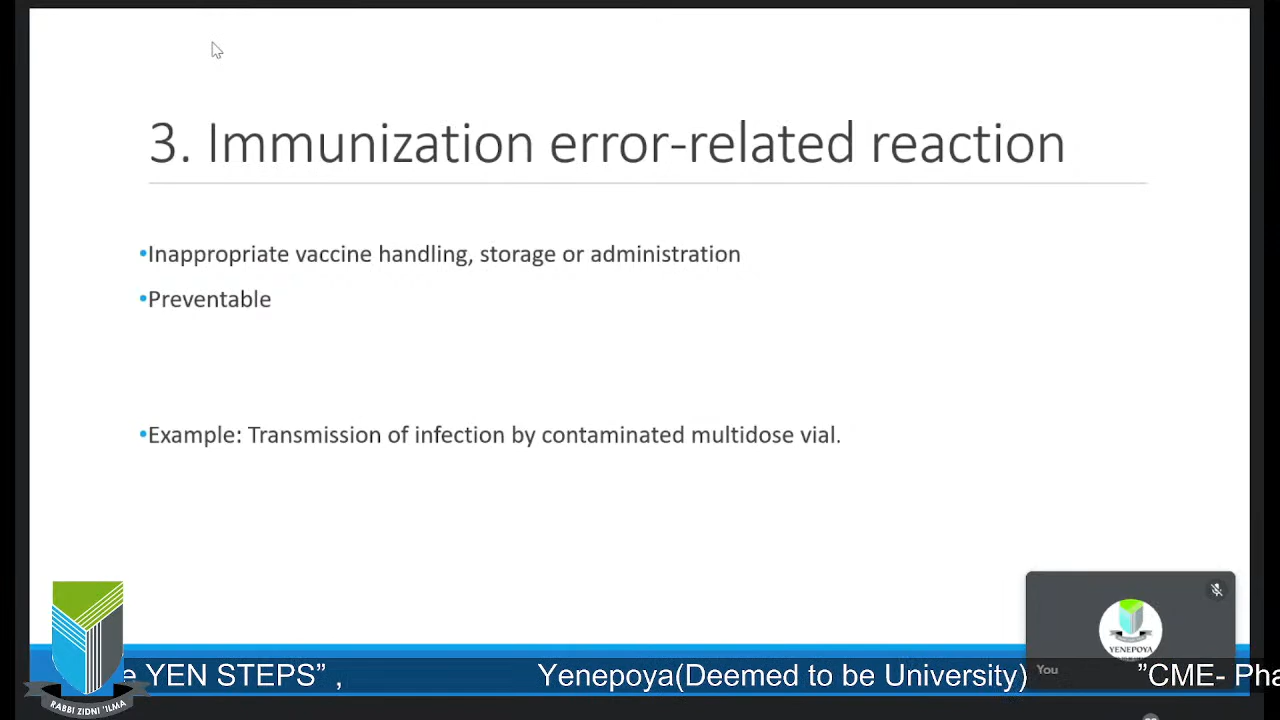 3. Immunization error-related reaction
•Inappropriate vaccine handling, storage or administration
•Preventable
•Example: Transmission of infection by contaminated multidose vial.
YENEPOYA
You
e YEN STEPS” , Yenepoya(Deemed to be University) ”CME- Pha
RABBI ZIDNI 'ILMA